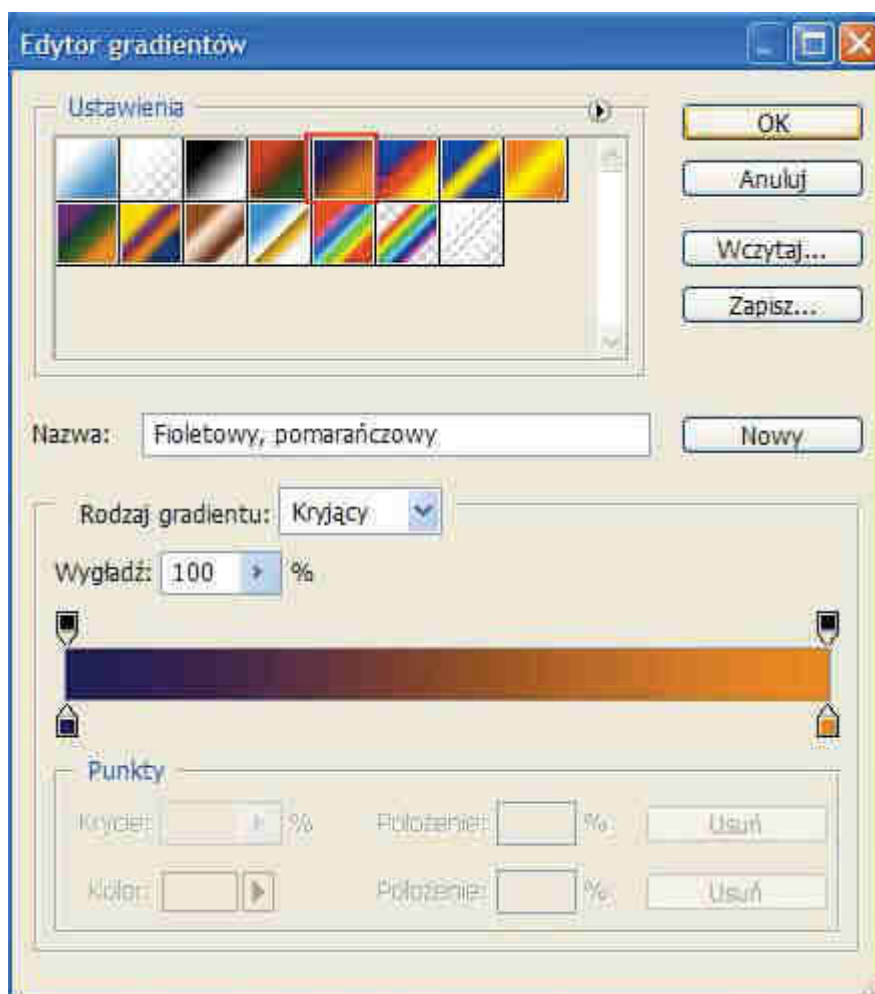 Edytor gradientów
Ustawienia
OK
Anuluj
Wczytaj...
Zapisz...
Nazwa: Fioletowy, pomarańczowy
Nowy
Rodzaj gradientu: Kryjący
Wygładź: 100 %
Punkty
Krycie: % Położenie: % Usuń
Kolor: Położenie: % Usuń